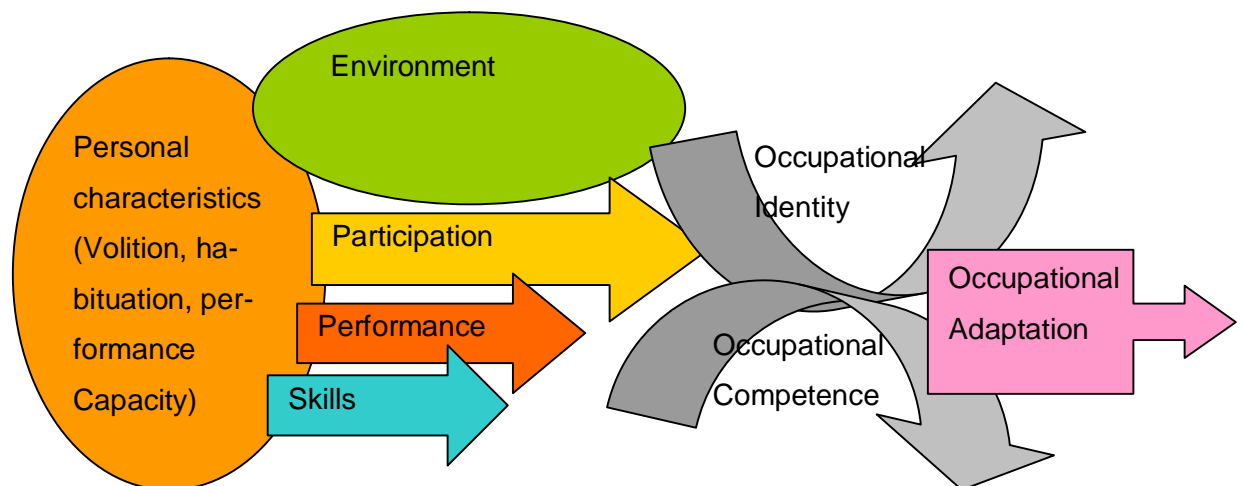 Environment
Personal
characteristics
(Volition, ha-
bituation, per-
formance
Capacity)
Participation
Performance
Skills
Occupational
Identity
Occupational
Competence
Occupational
Adaptation